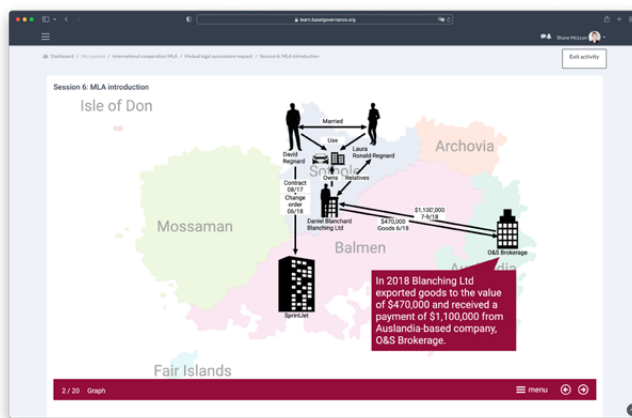 learn.baselgovernance.org
Shane McLean
Dashboard / My courses / International cooperation MLA / Mutual legal assistance request / Session 6: MLA introduction
Exit activity
Session 6: MLA introduction
Isle of Don
Married
Use
David
Regnard
Laura
Ronald-Regnard
Archovia
Owns
Relatives
Contract
08/17
Change
order
06/18
Daniel Blanchard
Blanching Ltd
$1,100,000
7-9/18
$470,000
Goods 6/18
Mossaman
Balmen
O&S Brokerage
SprintJet
In 2018 Blanching Ltd
exported goods to the value
of $470,000 and received a
payment of $1,100,000 from
Auslandia-based company,
O&S Brokerage.
Fair Islands
2 / 20 Graph
menu